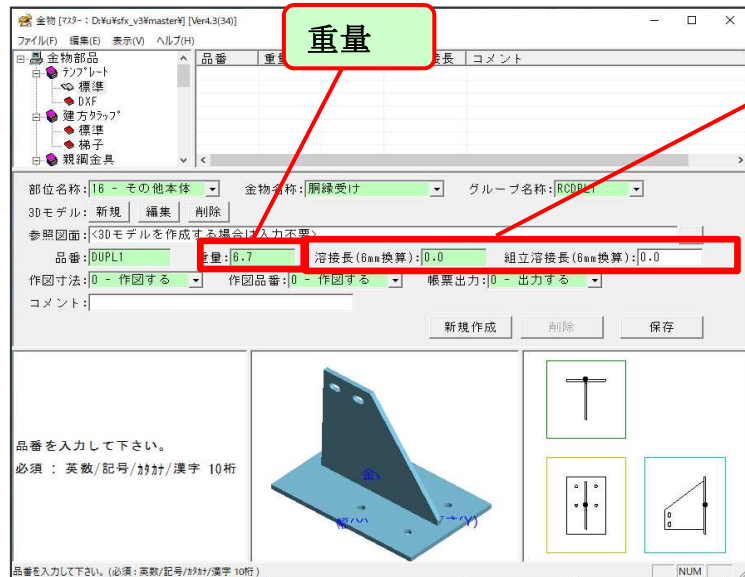 金物 [ﾏｽﾀｰ : D:¥u¥sfx_v3¥master¥] [Ver4.3(34)]
ファイル(F) 編集(E) 表示(V) ヘルプ(H)
重量
金物部品
テンプレート
標準
DXF
建方タラップ
標準
梯子
親綱金具
品番 重量 接長 コメント
部位名称: 16 - その他本体 金物名称: 胴縁受け グループ名称: RCDPL1
3Dモデル: 新規 編集 削除
参照図面: <3Dモデルを作成する場合は入力不要>
品番: DUPL1 重量: 6.7 溶接長(6mm換算): 0.0 組立溶接長(6mm換算): 0.0
作図寸法: 0 - 作図する 作図品番: 0 - 作図する 帳票出力: 0 - 出力する
コメント:
新規作成 削除 保存
品番を入力して下さい。
必須 : 英数/記号/ｶﾀｶﾅ/漢字 10桁
品番を入力して下さい。(必須 : 英数/記号/ｶﾀｶﾅ/漢字 10桁)
NUM